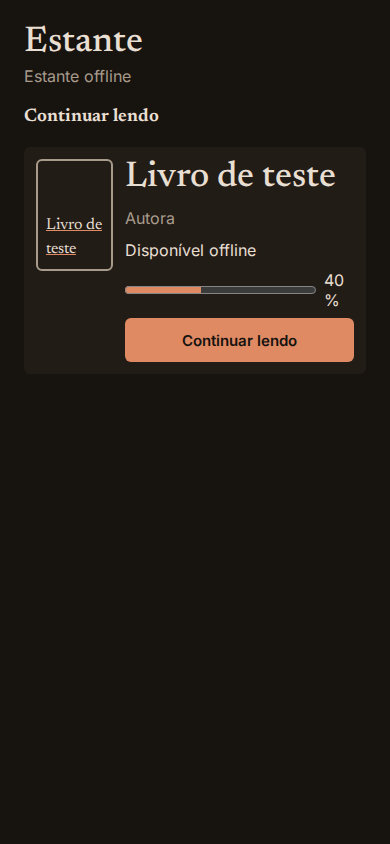 Estante
Estante offline
Continuar lendo
Livro de
teste
Livro de teste
Autora
Disponível offline
40
%
Continuar lendo